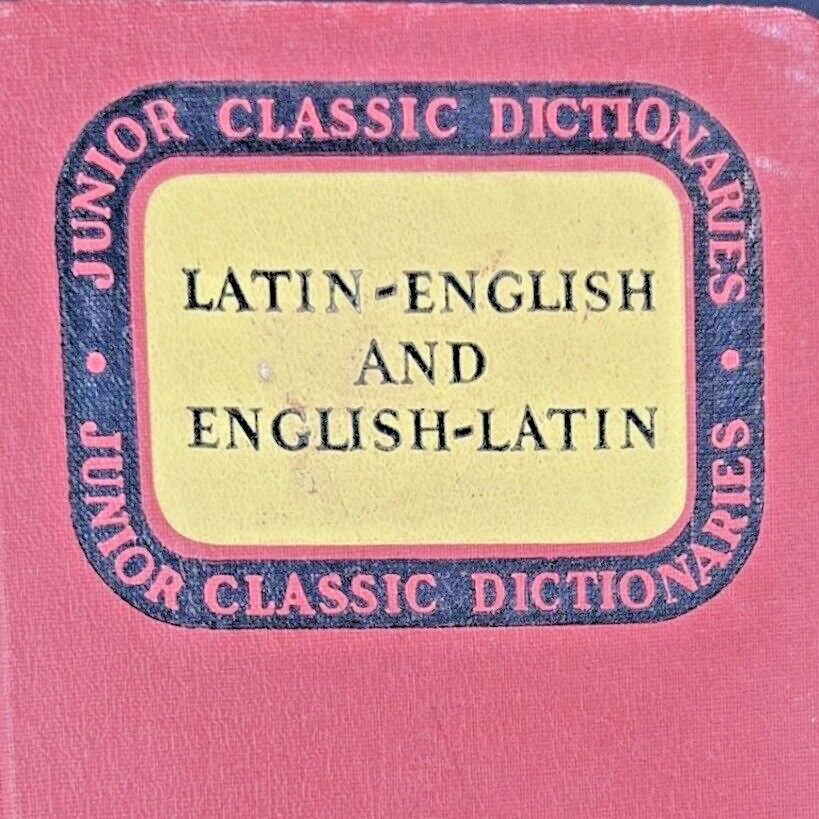 JUNIOR CLASSIC DICTIONARIES
LATIN-ENGLISH
AND
ENGLISH-LATIN
JUNIOR CLASSIC DICTIONARIES